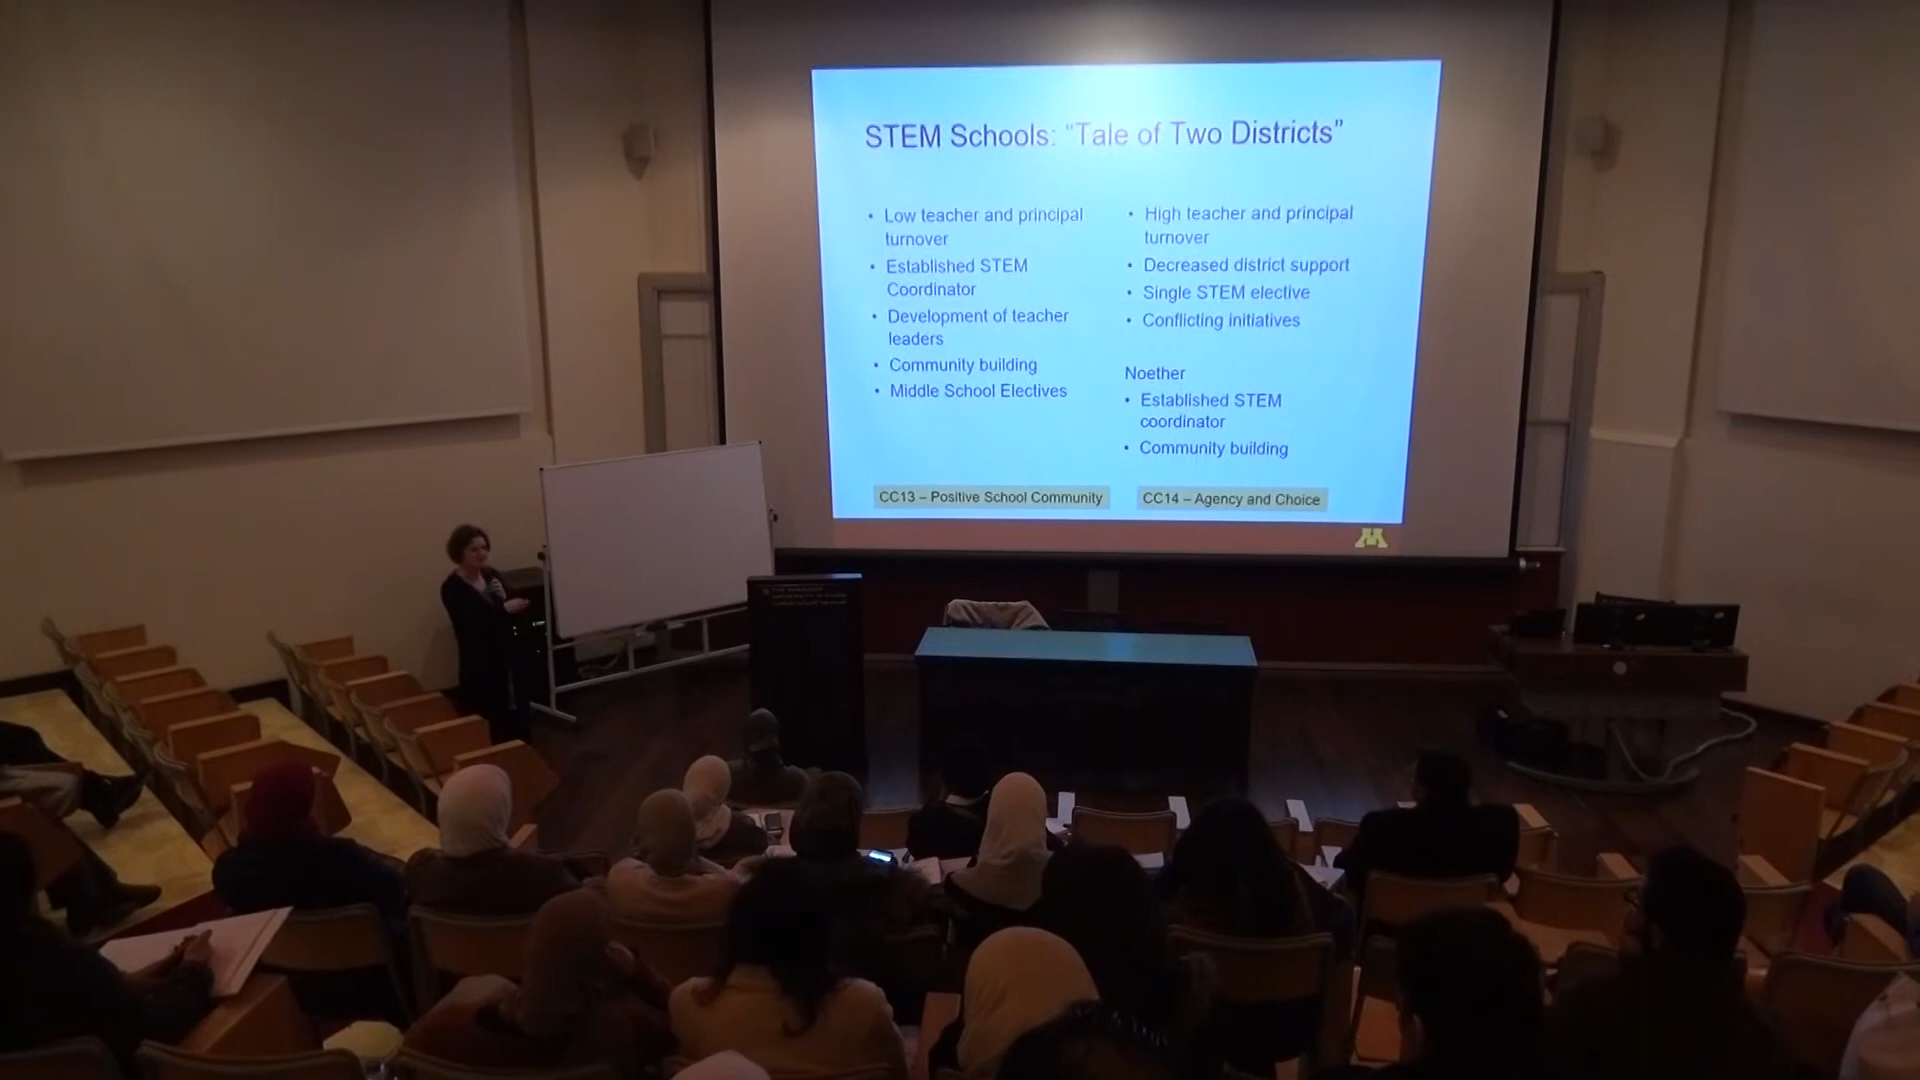 STEM Schools: “Tale of Two Districts”
• Low teacher and principal
turnover
• Established STEM
Coordinator
• Development of teacher
leaders
• Community building
• Middle School Electives
• High teacher and principal
turnover
• Decreased district support
• Single STEM elective
• Conflicting initiatives
Noether
• Established STEM
coordinator
• Community building
CC13 – Positive School Community
CC14 – Agency and Choice
M